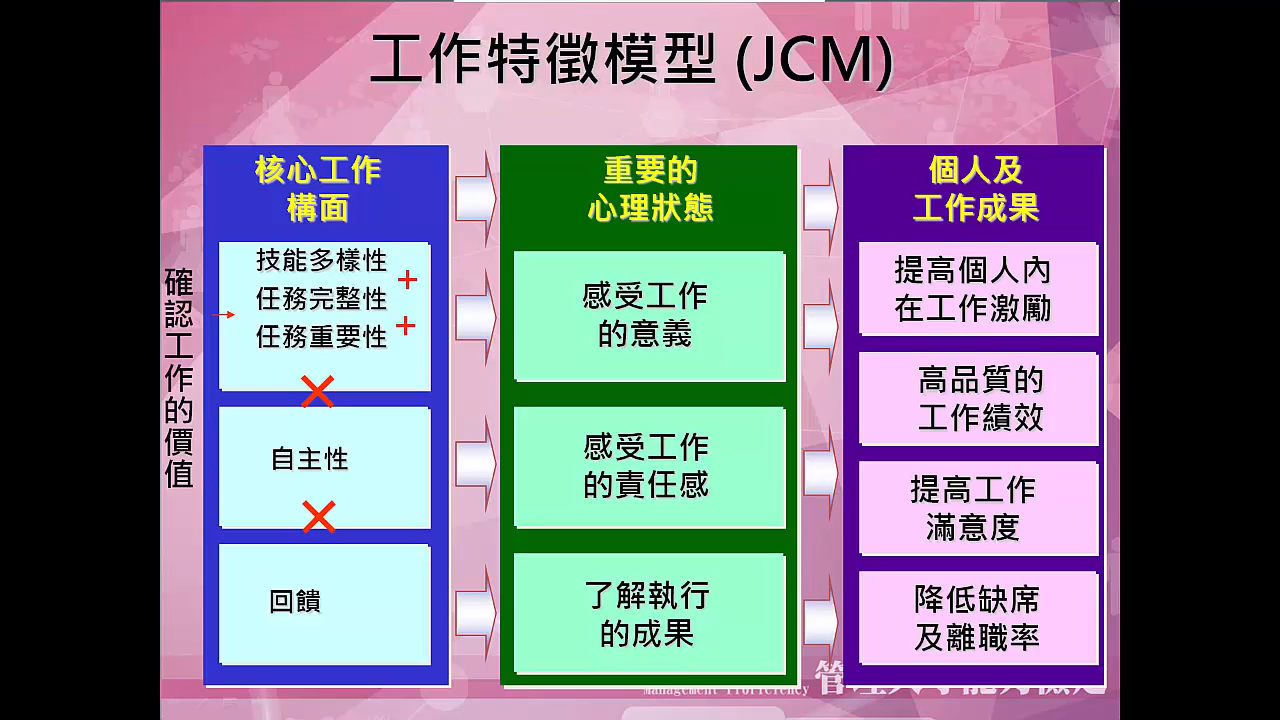 工作特徵模型 (JCM)
確認工作的價值
核心工作
構面
技能多樣性
+
任務完整性
+
任務重要性
×
自主性
×
回饋
重要的
心理狀態
感受工作
的意義
感受工作
的責任感
了解執行
的成果
個人及
工作成果
提高個人內
在工作激勵
高品質的
工作績效
提高工作
滿意度
降低缺席
及離職率
Management Proficiency